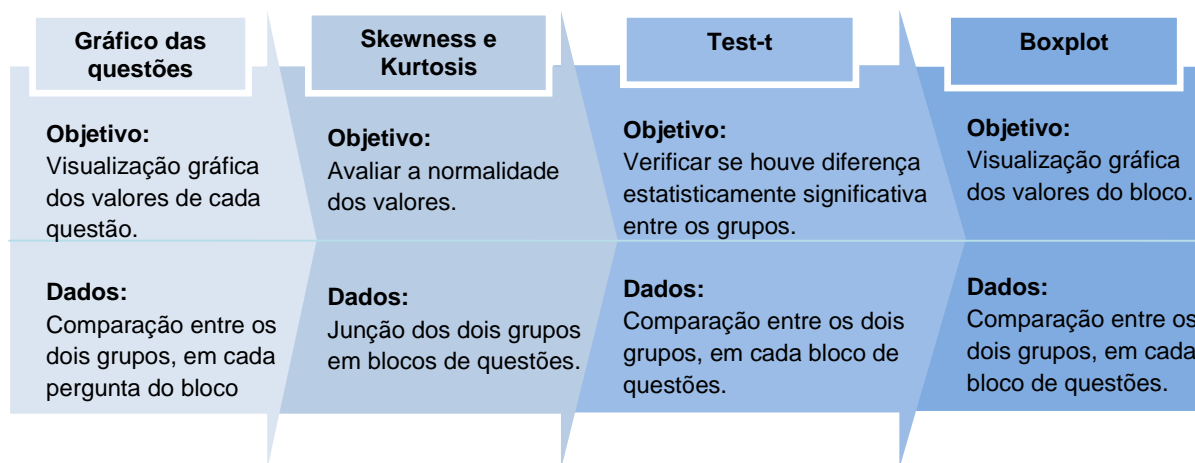 Gráfico das
questões
Objetivo:
Visualização gráfica
dos valores de cada
questão.
Dados:
Comparação entre os
dois grupos, em cada
pergunta do bloco
Skewness e
Kurtosis
Objetivo:
Avaliar a normalidade
dos valores.
Dados:
Junção dos dois grupos
em blocos de questões.
Test-t
Objetivo:
Verificar se houve diferença
estatisticamente significativa
entre os grupos.
Dados:
Comparação entre os dois
grupos, em cada bloco de
questões.
Boxplot
Objetivo:
Visualização gráfica
dos valores do bloco.
Dados:
Comparação entre os
dois grupos, em cada
bloco de questões.